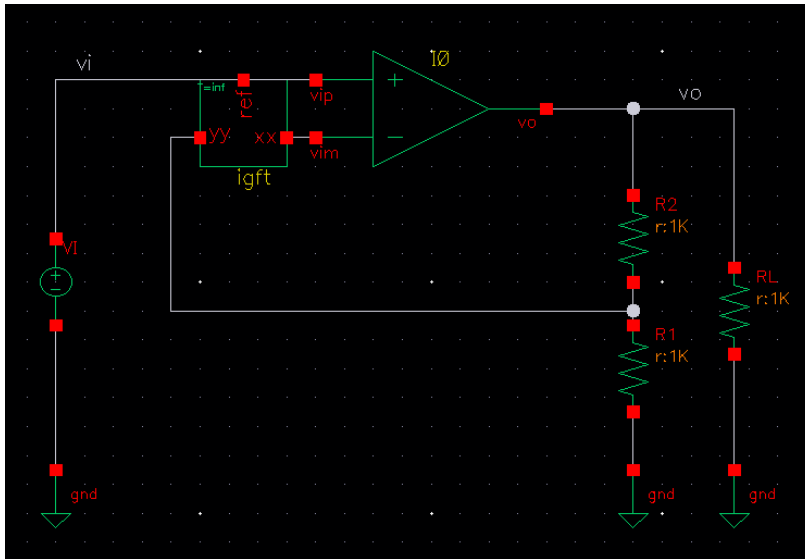 vi
T=inf
ref
vip
I0
+
vo
vo
yy
xx
vim
−
igft
R2
r:1K
VI
+
−
RL
r:1K
R1
r:1K
gnd
gnd
gnd